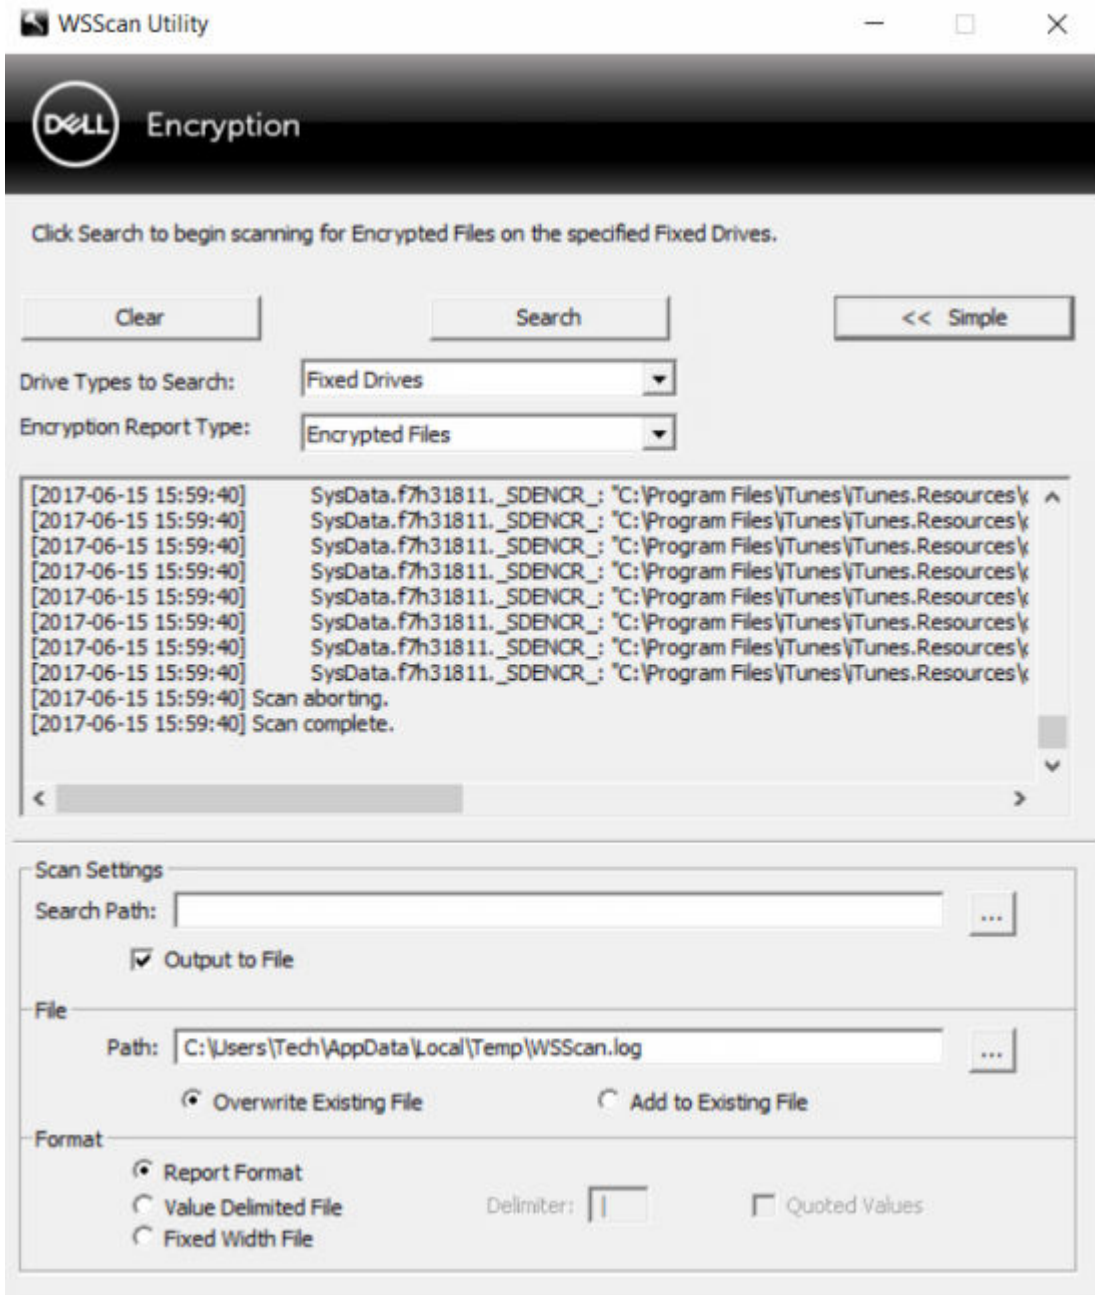 WSScan Utility
DELL Encryption
Click Search to begin scanning for Encrypted Files on the specified Fixed Drives.
Clear Search << Simple
Drive Types to Search: Fixed Drives
Encryption Report Type: Encrypted Files
[2017-06-15 15:59:40] SysData.f7h31811._SDENCR_: "C:\Program Files\iTunes\iTunes.Resources\
[2017-06-15 15:59:40] SysData.f7h31811._SDENCR_: "C:\Program Files\iTunes\iTunes.Resources\
[2017-06-15 15:59:40] SysData.f7h31811._SDENCR_: "C:\Program Files\iTunes\iTunes.Resources\
[2017-06-15 15:59:40] SysData.f7h31811._SDENCR_: "C:\Program Files\iTunes\iTunes.Resources\
[2017-06-15 15:59:40] SysData.f7h31811._SDENCR_: "C:\Program Files\iTunes\iTunes.Resources\
[2017-06-15 15:59:40] SysData.f7h31811._SDENCR_: "C:\Program Files\iTunes\iTunes.Resources\
[2017-06-15 15:59:40] SysData.f7h31811._SDENCR_: "C:\Program Files\iTunes\iTunes.Resources\
[2017-06-15 15:59:40] SysData.f7h31811._SDENCR_: "C:\Program Files\iTunes\iTunes.Resources\
[2017-06-15 15:59:40] Scan aborting.
[2017-06-15 15:59:40] Scan complete.
Scan Settings
Search Path: ...
Output to File
File
Path: C:\Users\Tech\AppData\Local\Temp\WSScan.log ...
Overwrite Existing File Add to Existing File
Format
Report Format
Value Delimited File Delimiter: | Quoted Values
Fixed Width File